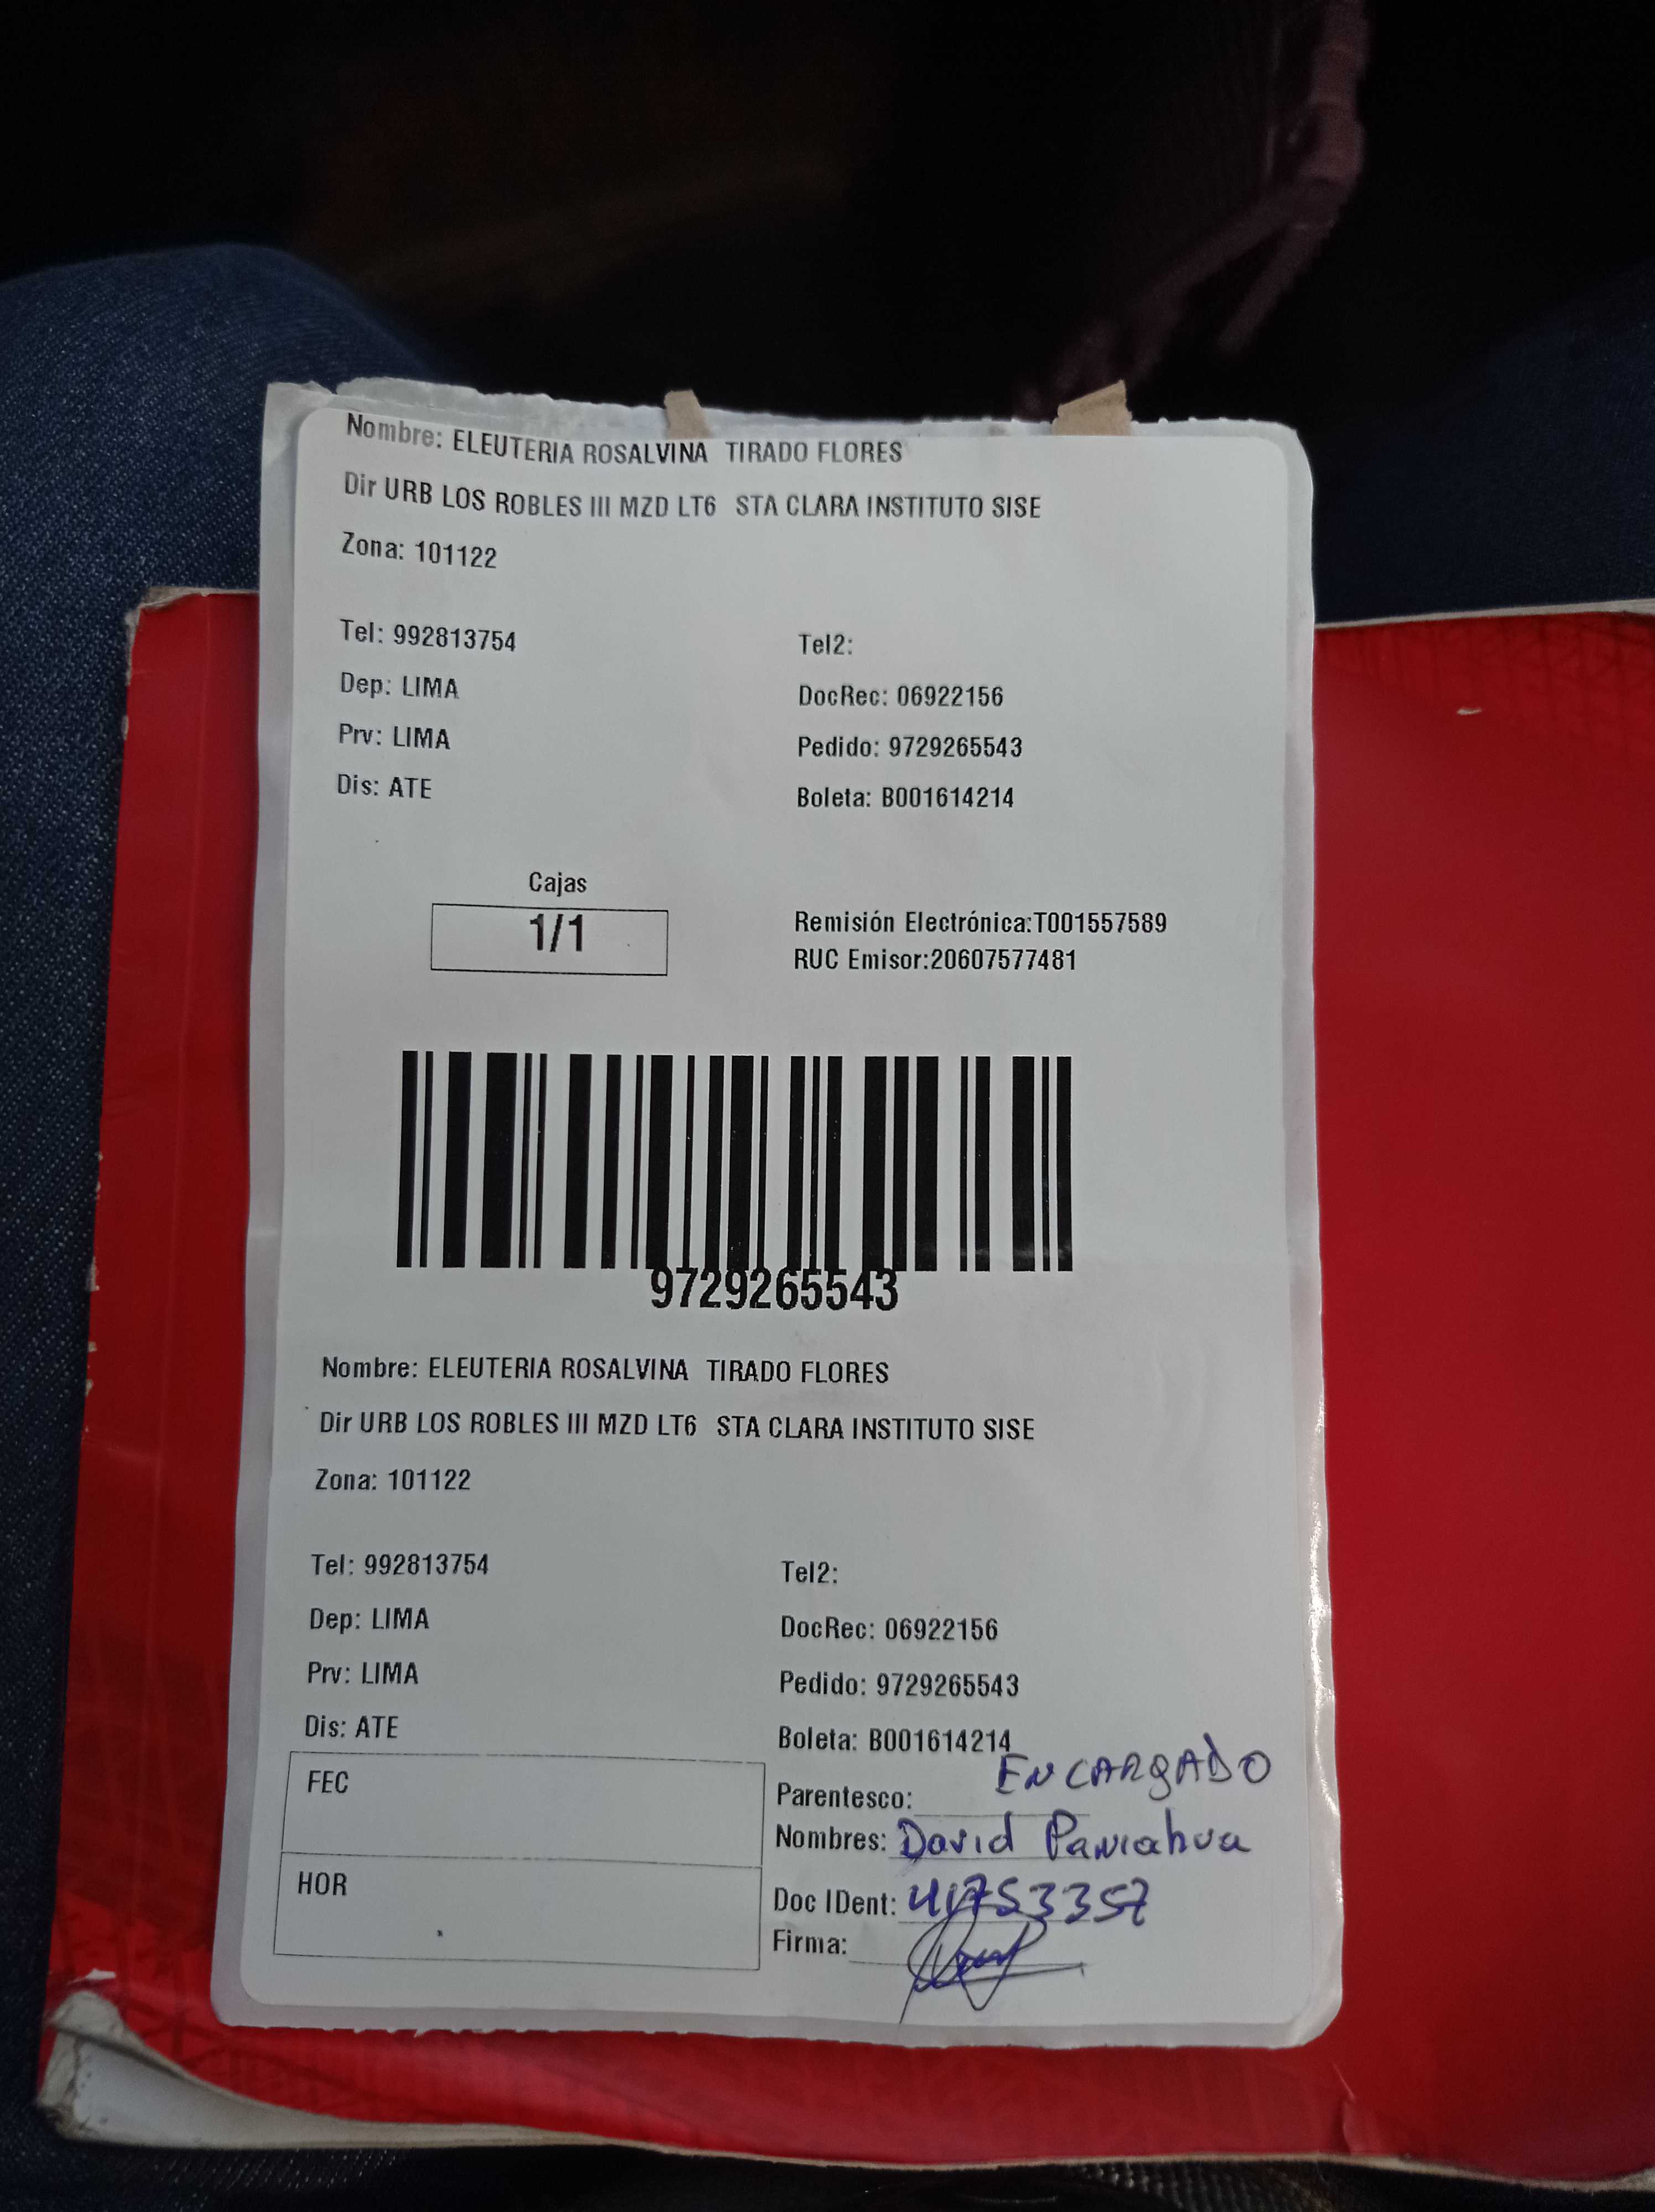 Nombre: ELEUTERIA ROSALVINA TIRADO FLORES
Dir URB LOS ROBLES III MZD LT6 STA CLARA INSTITUTO SISE
Zona: 101122
Tel: 992813754
Tel2:
Dep: LIMA
DocRec: 06922156
Prv: LIMA
Pedido: 9729265543
Dis: ATE
Boleta: B001614214
Cajas
1/1
Remisión Electrónica:T001557589
RUC Emisor:20607577481
9729265543
Nombre: ELEUTERIA ROSALVINA TIRADO FLORES
Dir URB LOS ROBLES III MZD LT6 STA CLARA INSTITUTO SISE
Zona: 101122
Tel: 992813754
Tel2:
Dep: LIMA
DocRec: 06922156
Prv: LIMA
Pedido: 9729265543
Dis: ATE
Boleta: B001614214
FEC
Parentesco: ENCARGADO
Nombres: David Paniahua
HOR
Doc IDent: 41753357
Firma: